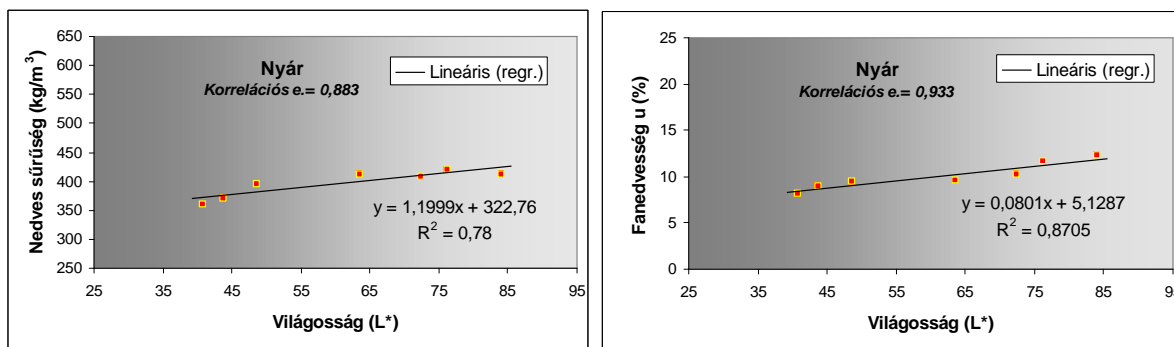 650
600
550
500
450
400
350
300
250
Nedves sűrűség (kg/m³)
Nyár
Korrelációs e.= 0,883
Lineáris (regr.)
y = 1,1999x + 322,76
R² = 0,78
25 35 45 55 65 75 85 95
Világosság (L*)
25
20
15
10
5
0
Fanedvesség u (%)
Nyár
Korrelációs e.= 0,933
Lineáris (regr.)
y = 0,0801x + 5,1287
R² = 0,8705
25 35 45 55 65 75 85 95
Világosság (L*)